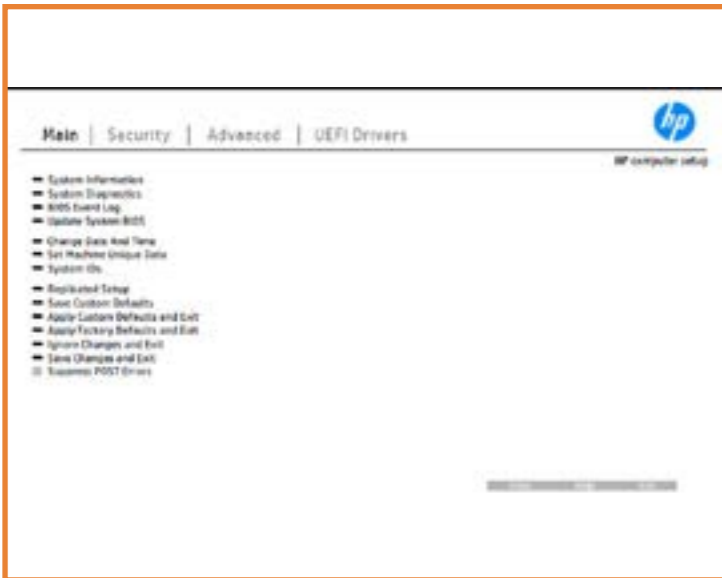 hp
Main | Security | Advanced | UEFI Drivers
HP computer setup
System Information
System Diagnostics
BIOS Event Log
Update System BIOS
Change Date And Time
Set Machine Unique Data
System IDs
Replicated Setup
Save Custom Defaults
Apply Custom Defaults and Exit
Apply Factory Defaults and Exit
Ignore Changes and Exit
Save Changes and Exit
Suppress POST Errors